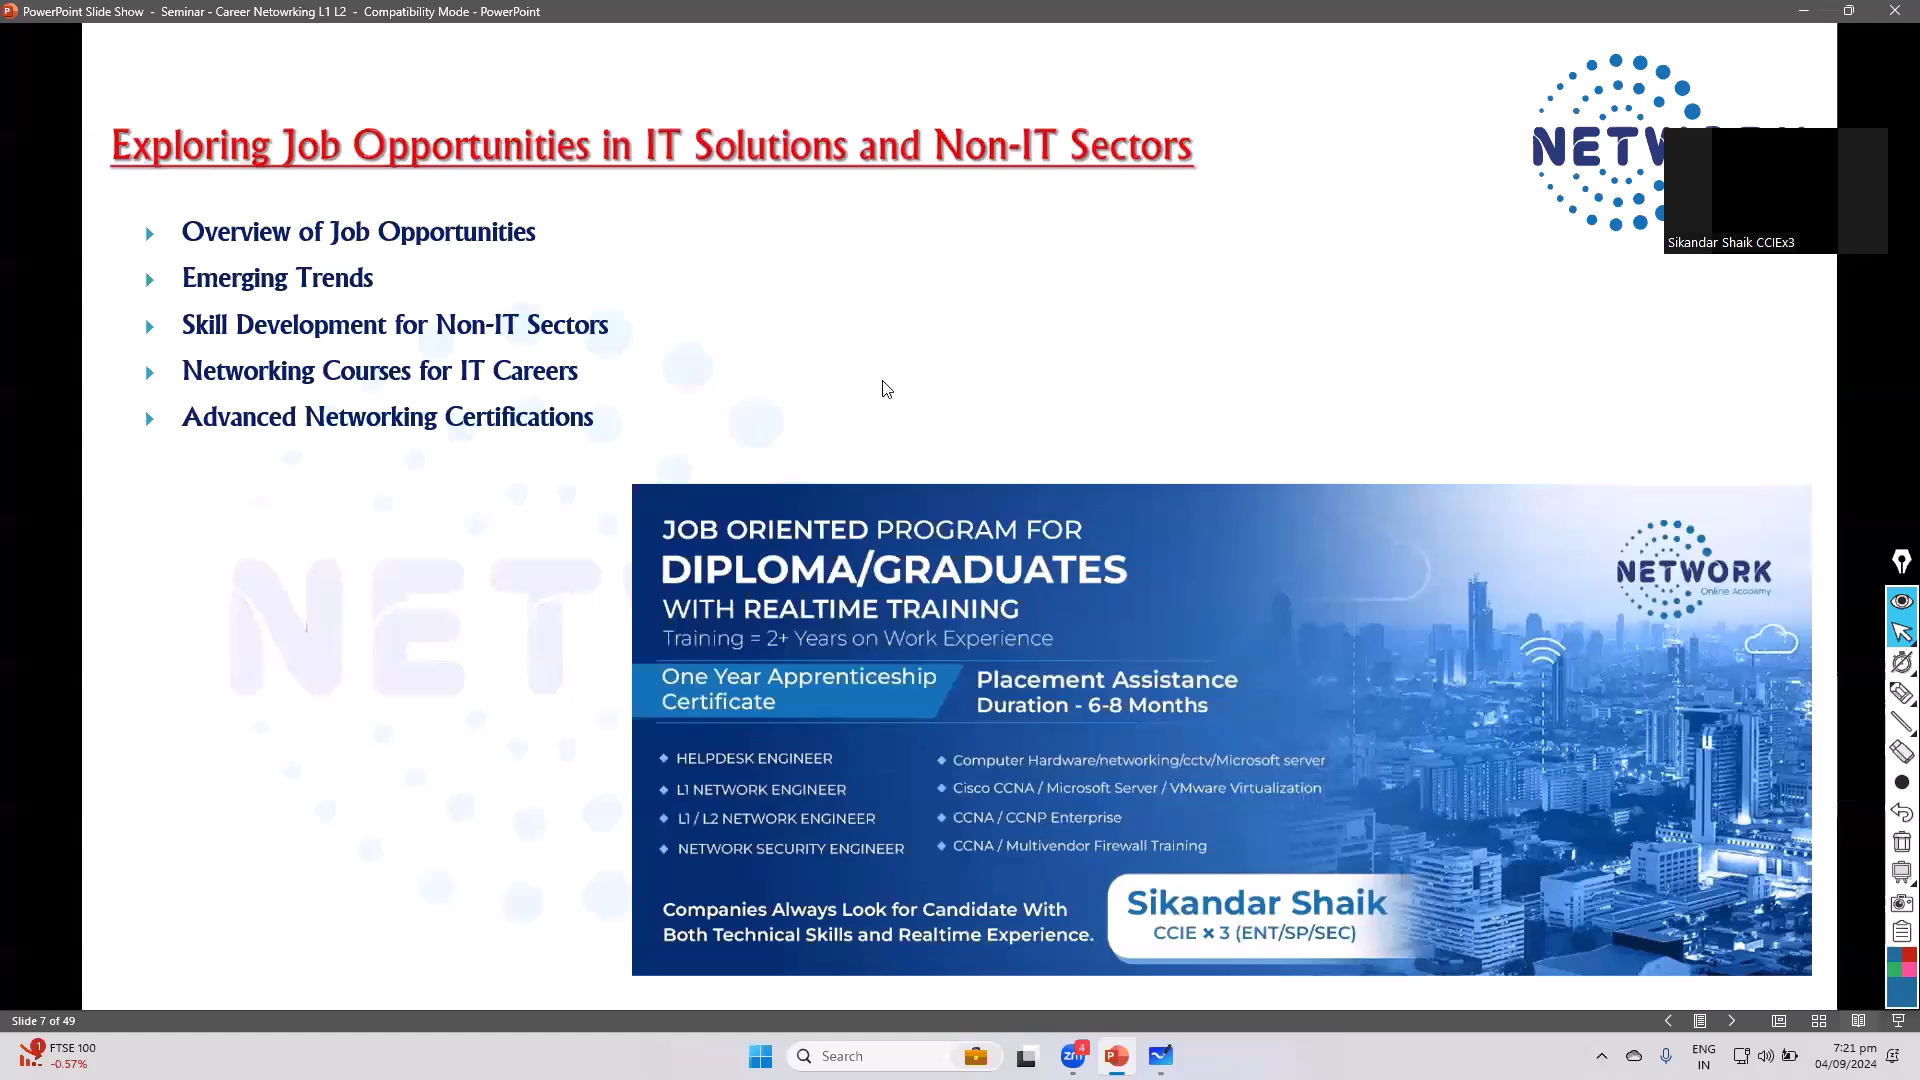 PowerPoint Slide Show - Seminar - Career Netowrking L1 L2 - Compatibility Mode - PowerPoint
Exploring Job Opportunities in IT Solutions and Non-IT Sectors
NETW
Sikandar Shaik CCIEx3
Overview of Job Opportunities
Emerging Trends
Skill Development for Non-IT Sectors
Networking Courses for IT Careers
Advanced Networking Certifications
NET
JOB ORIENTED PROGRAM FOR
DIPLOMA/GRADUATES
WITH REALTIME TRAINING
Training = 2+ Years on Work Experience
NETWORK
Online Academy
One Year Apprenticeship
Certificate
Placement Assistance
Duration - 6-8 Months
HELPDESK ENGINEER
L1 NETWORK ENGINEER
L1 / L2 NETWORK ENGINEER
NETWORK SECURITY ENGINEER
Computer Hardware/networking/cctv/Microsoft server
Cisco CCNA / Microsoft Server / VMware Virtualization
CCNA / CCNP Enterprise
CCNA / Multivendor Firewall Training
Companies Always Look for Candidate With
Both Technical Skills and Realtime Experience.
Sikandar Shaik
CCIE × 3 (ENT/SP/SEC)
Slide 7 of 49
1
FTSE 100
-0.57%
Search
zm
4
P
ENG
IN
7:21 pm
04/09/2024